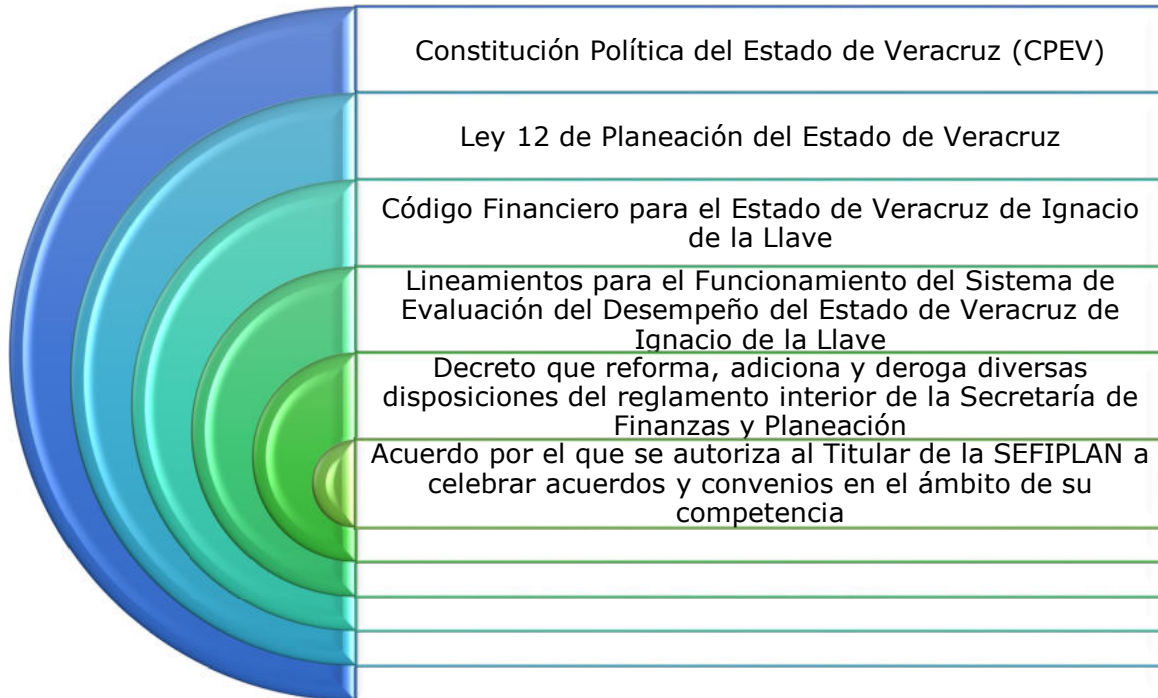 Constitución Política del Estado de Veracruz (CPEV)
Ley 12 de Planeación del Estado de Veracruz
Código Financiero para el Estado de Veracruz de Ignacio
de la Llave
Lineamientos para el Funcionamiento del Sistema de
Evaluación del Desempeño del Estado de Veracruz de
Ignacio de la Llave
Decreto que reforma, adiciona y deroga diversas
disposiciones del reglamento interior de la Secretaría de
Finanzas y Planeación
Acuerdo por el que se autoriza al Titular de la SEFIPLAN a
celebrar acuerdos y convenios en el ámbito de su
competencia